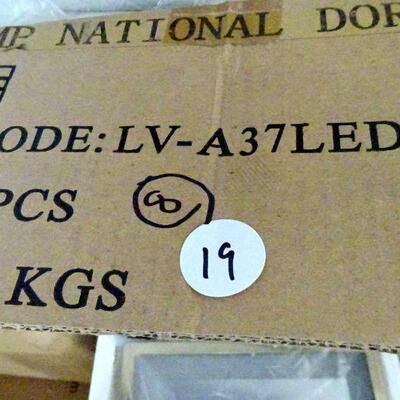 MP NATIONAL DOR
ODE: LV-A37LED
PCS 8
19
KGS